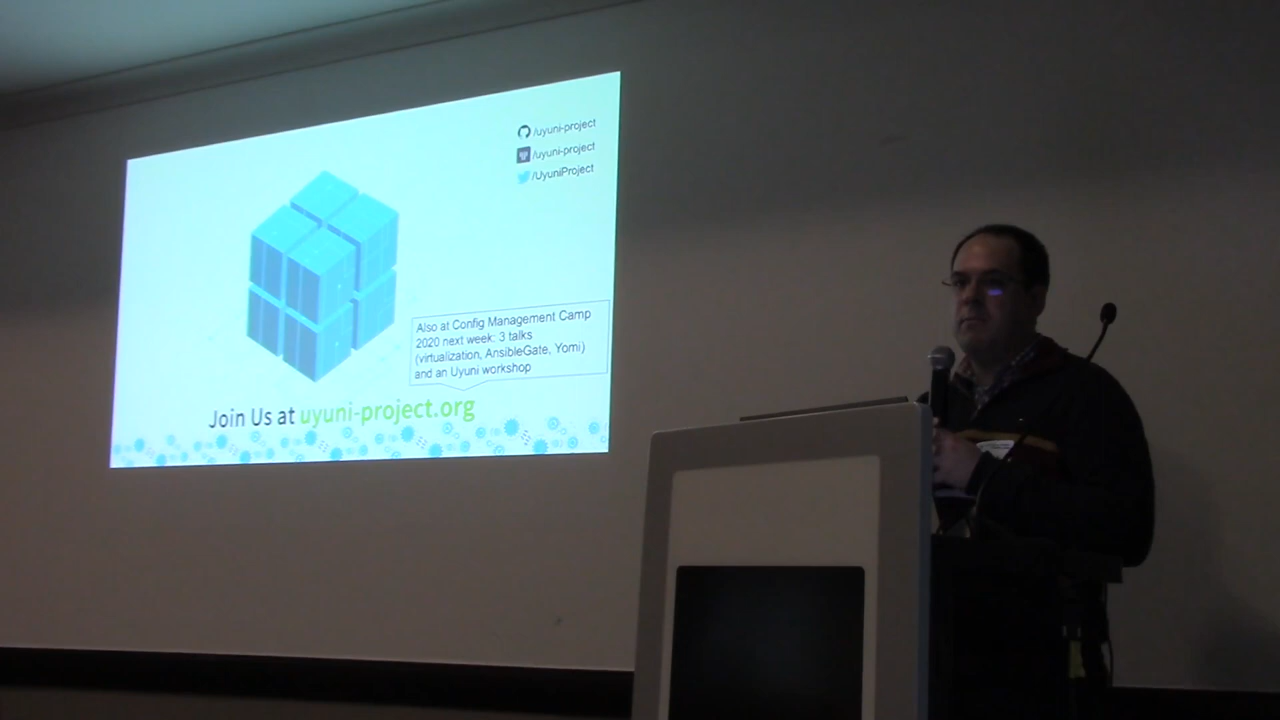 /uyuni-project
/uyuni-project
/UyuniProject
Also at Config Management Camp
2020 next week: 3 talks
(virtualization, AnsibleGate, Yomi)
and an Uyuni workshop
Join Us at uyuni-project.org